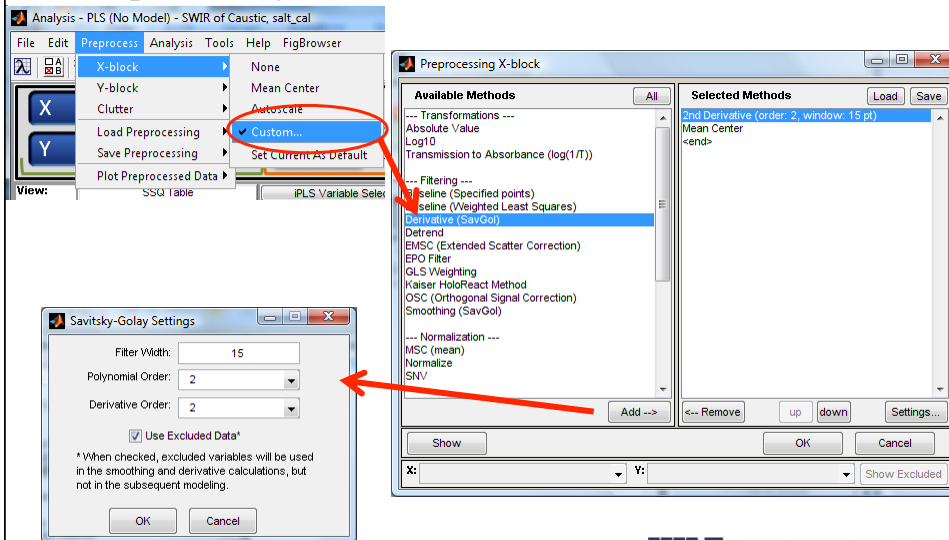 Analysis - PLS (No Model) - SWIR of Caustic, salt_cal
File Edit Preprocess Analysis Tools Help FigBrowser
X-block
Y-block
Clutter
Load Preprocessing
Save Preprocessing
Plot Preprocessed Data
None
Mean Center
Autoscale
Custom...
Set Current As Default
X
Y
View:
SSQ Table
iPLS Variable Selec
Preprocessing X-block
Available Methods
All
--- Transformations ---
Absolute Value
Log10
Transmission to Absorbance (log(1/T))
--- Filtering ---
Baseline (Specified points)
Baseline (Weighted Least Squares)
Derivative (SavGol)
Detrend
EMSC (Extended Scatter Correction)
EPO Filter
GLS Weighting
Kaiser HoloReact Method
OSC (Orthogonal Signal Correction)
Smoothing (SavGol)
--- Normalization ---
MSC (mean)
Normalize
SNV
Add -->
Selected Methods
Load Save
2nd Derivative (order: 2, window: 15 pt)
Mean Center
<end>
<-- Remove up down Settings...
Show OK Cancel
X: Y: Show Excluded
Savitsky-Golay Settings
Filter Width: 15
Polynomial Order: 2
Derivative Order: 2
Use Excluded Data*
* When checked, excluded variables will be used
in the smoothing and derivative calculations, but
not in the subsequent modeling.
OK Cancel